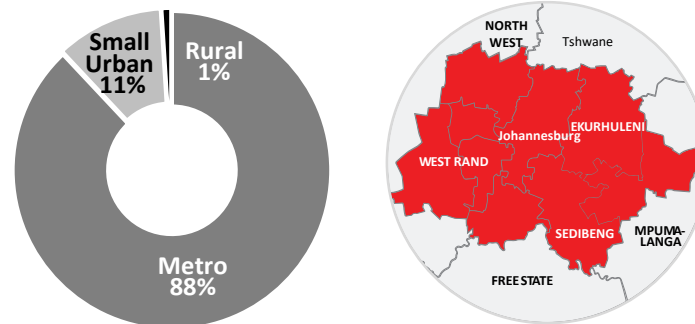 Small
Urban
11%
Rural
1%
Metro
88%
NORTH
WEST
Tshwane
Johannesburg
EKURHULENI
WEST RAND
SEDIBENG
MPUMA-
LANGA
FREE STATE